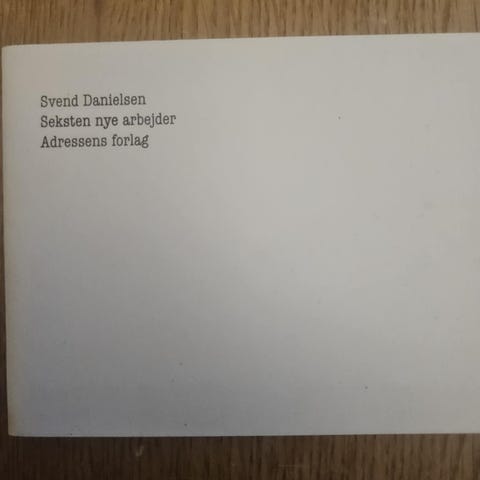 Svend Danielsen
Seksten nye arbejder
Adressens forlag